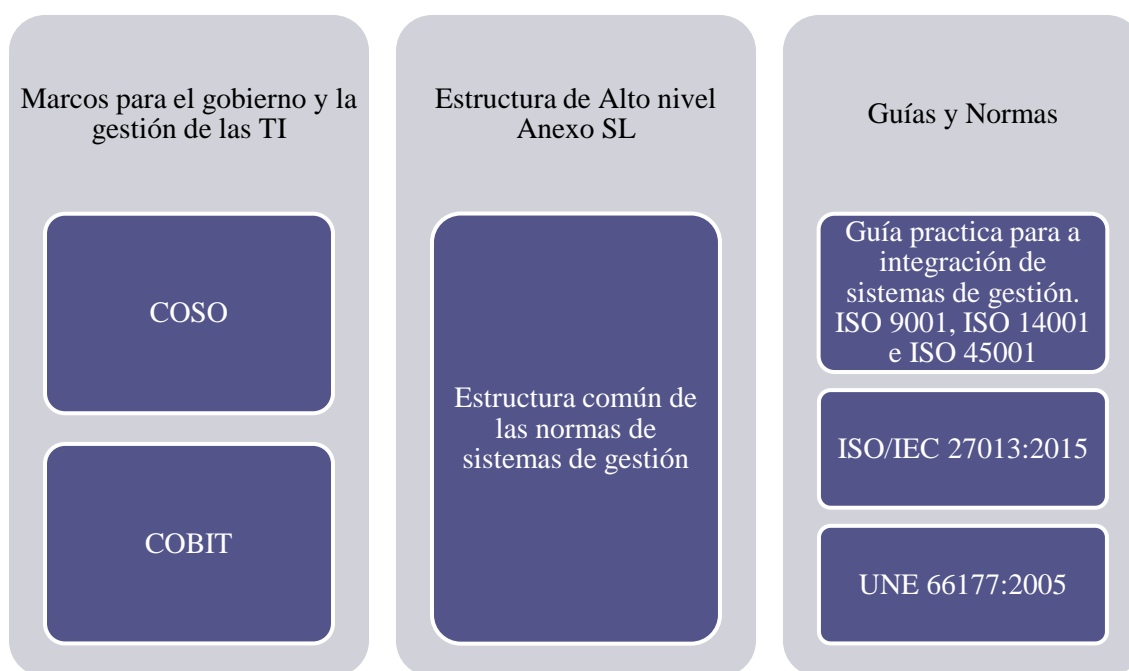 Marcos para el gobierno y la
gestión de las TI
COSO
COBIT
Estructura de Alto nivel
Anexo SL
Estructura común de
las normas de
sistemas de gestión
Guías y Normas
Guía practica para a
integración de
sistemas de gestión.
ISO 9001, ISO 14001
e ISO 45001
ISO/IEC 27013:2015
UNE 66177:2005